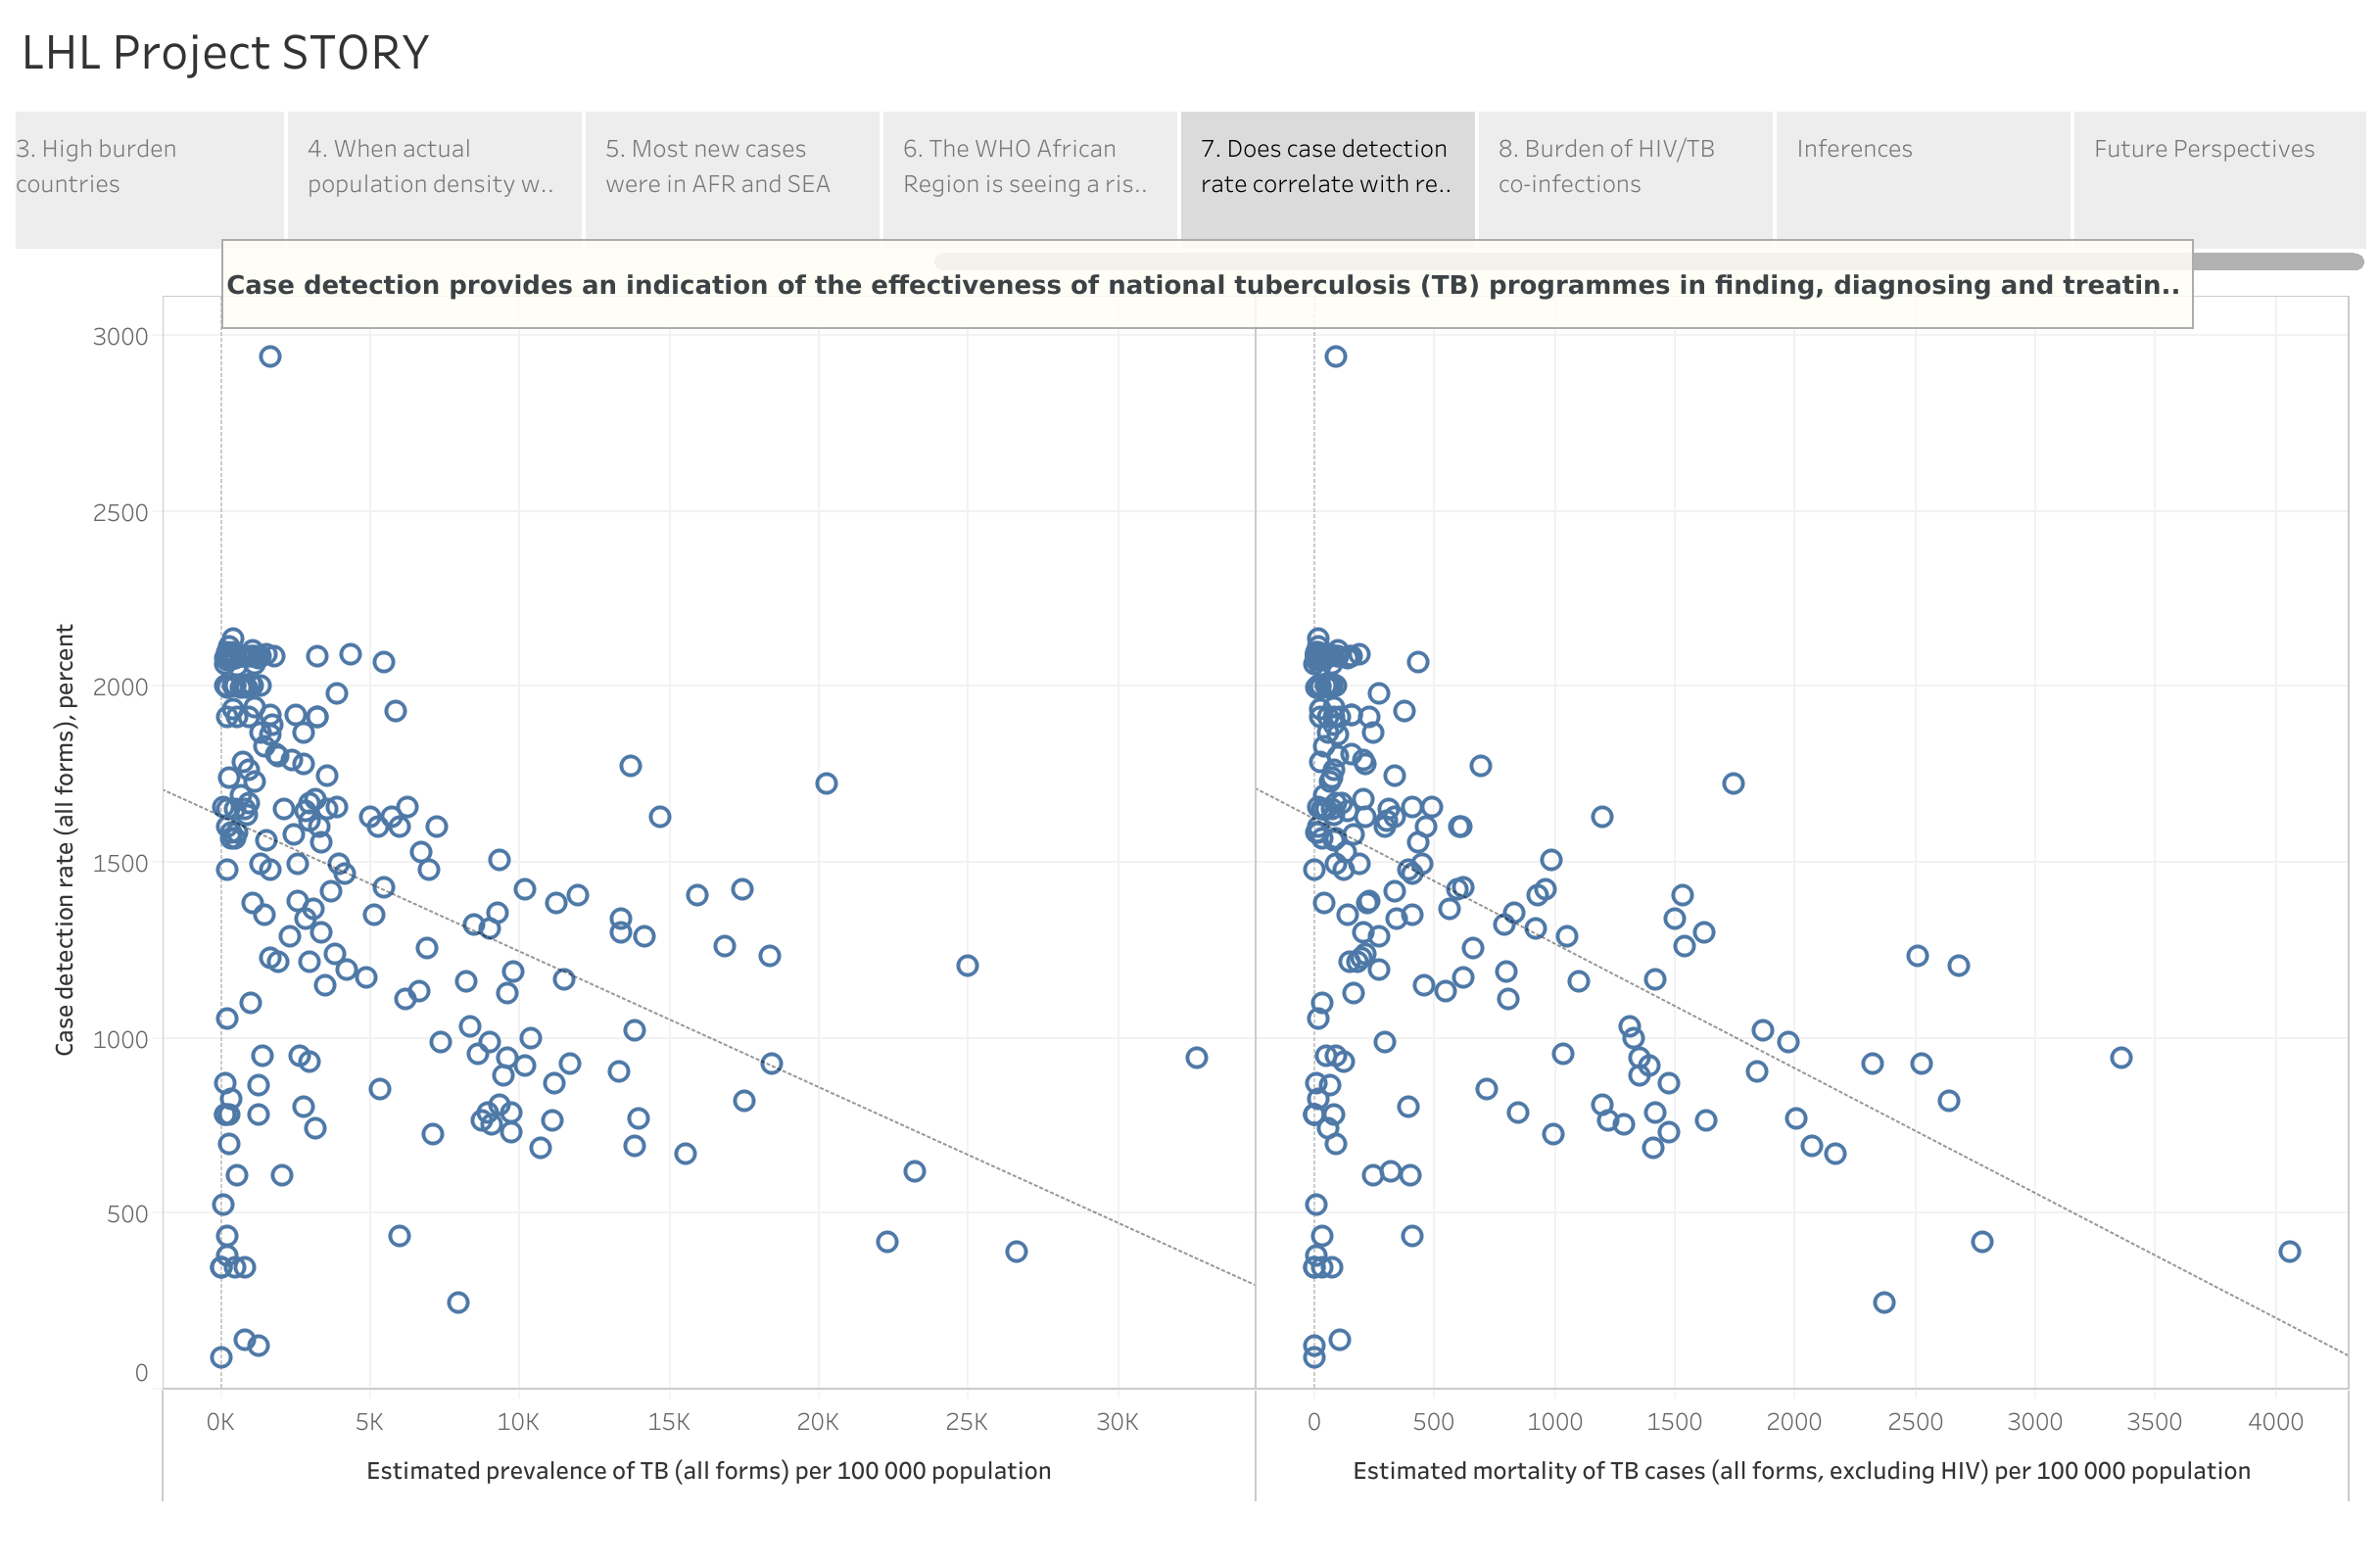 LHL Project STORY
3. High burden
countries
4. When actual
population density w..
5. Most new cases
were in AFR and SEA
6. The WHO African
Region is seeing a ris..
7. Does case detection
rate correlate with re..
8. Burden of HIV/TB
co-infections
Inferences
Future Perspectives
Case detection provides an indication of the effectiveness of national tuberculosis (TB) programmes in finding, diagnosing and treatin..
Case detection rate (all forms), percent
3000
2500
2000
1500
1000
500
0
0K 5K 10K 15K 20K 25K 30K
0 500 1000 1500 2000 2500 3000 3500 4000
Estimated prevalence of TB (all forms) per 100 000 population
Estimated mortality of TB cases (all forms, excluding HIV) per 100 000 population